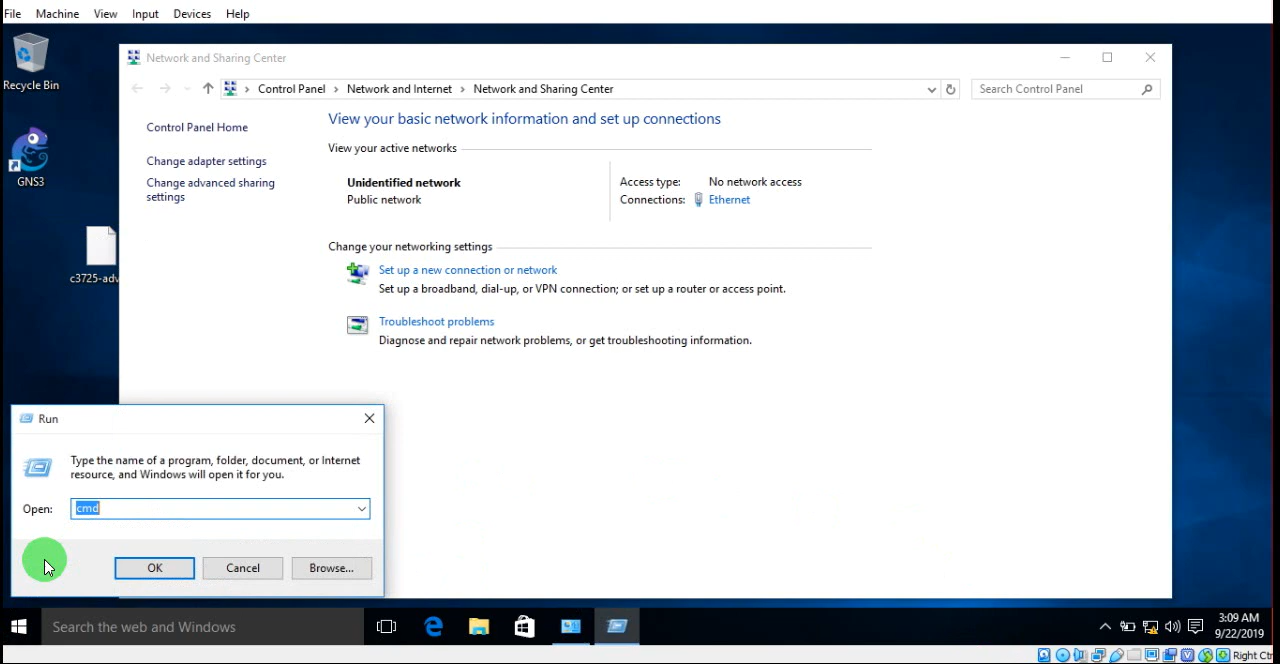 File Machine View Input Devices Help
Recycle Bin
GNS3
c3725-adv
Network and Sharing Center
Control Panel > Network and Internet > Network and Sharing Center
Search Control Panel
Control Panel Home
Change adapter settings
Change advanced sharing
settings
View your basic network information and set up connections
View your active networks
Unidentified network
Public network
Access type: No network access
Connections: Ethernet
Change your networking settings
Set up a new connection or network
Set up a broadband, dial-up, or VPN connection; or set up a router or access point.
Troubleshoot problems
Diagnose and repair network problems, or get troubleshooting information.
Run
Type the name of a program, folder, document, or Internet
resource, and Windows will open it for you.
Open: cmd
OK Cancel Browse...
Search the web and Windows
3:09 AM
9/22/2019
Right Ctr